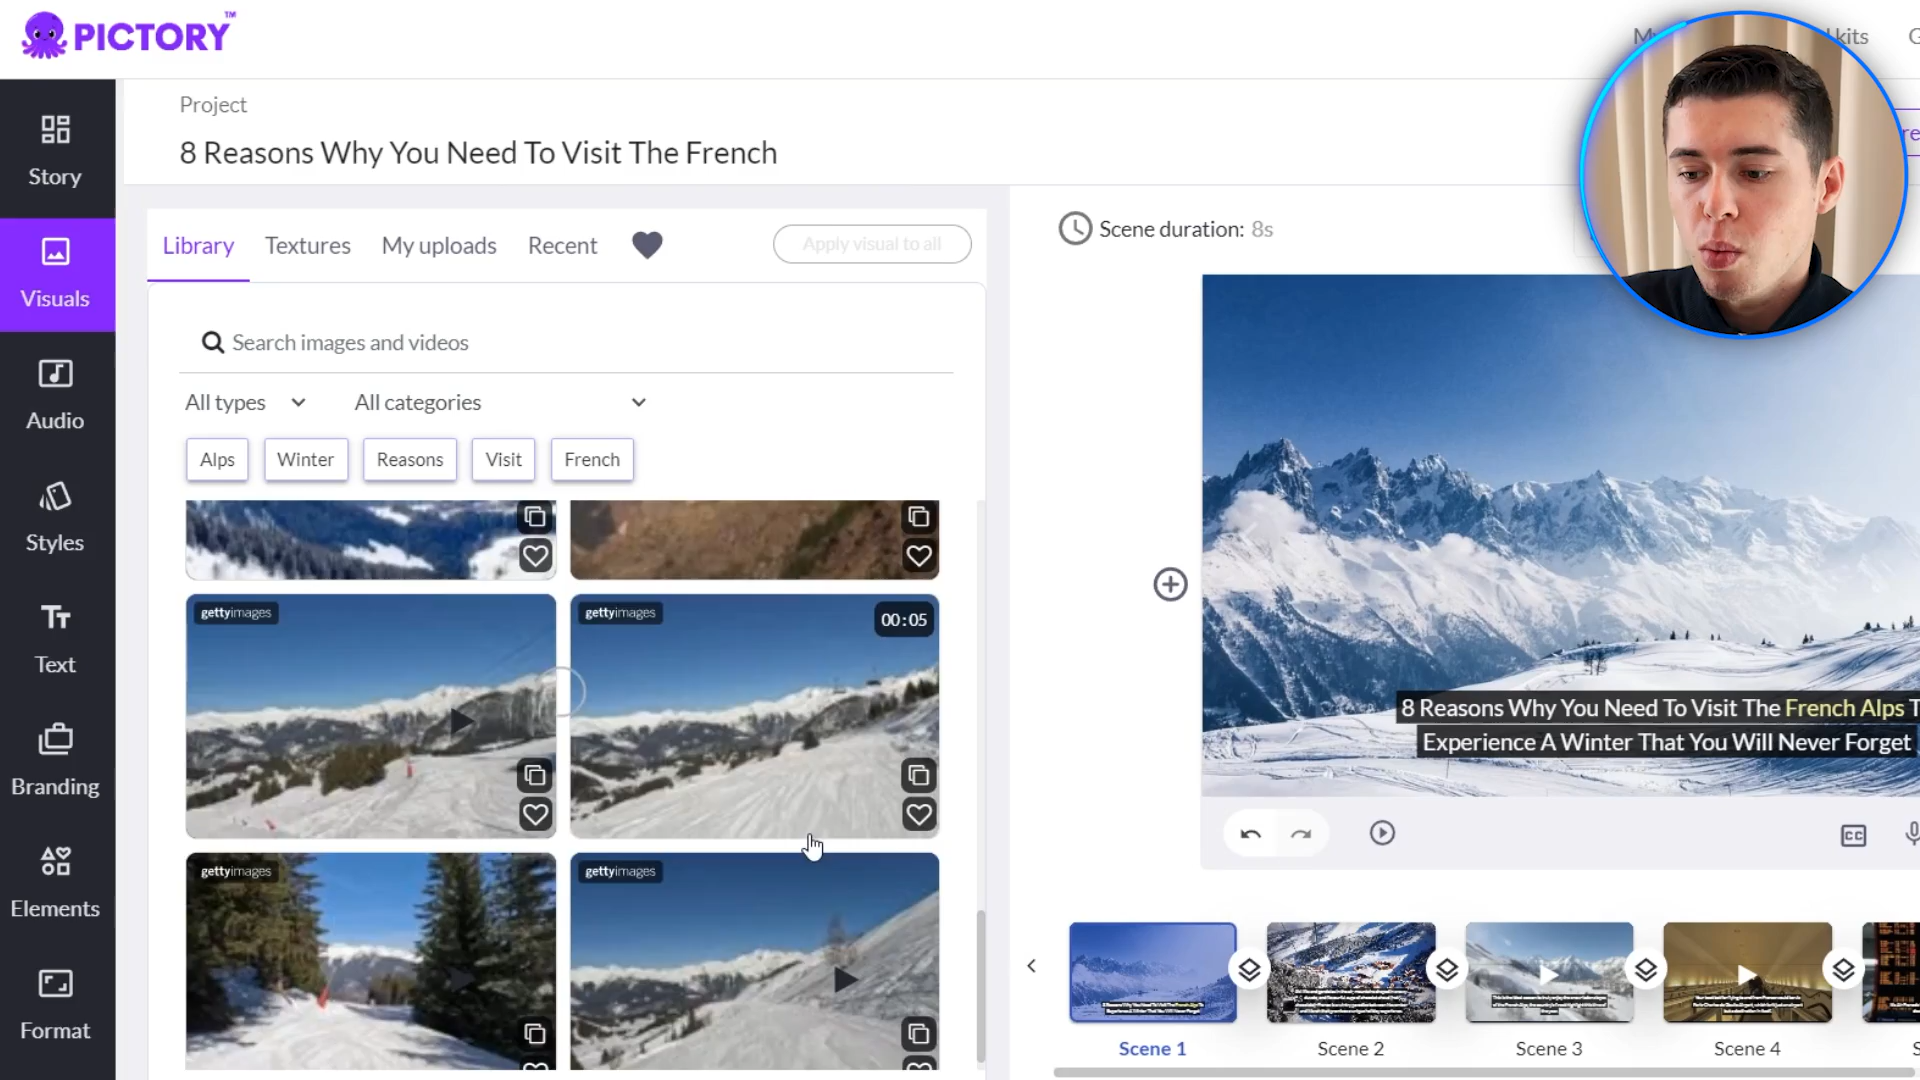 PICTORY™
kits
Project
8 Reasons Why You Need To Visit The French
Story
Visuals
Audio
Styles
Text
Branding
Elements
Format
Library
Textures
My uploads
Recent
Apply visual to all
Search images and videos
All types
All categories
Alps
Winter
Reasons
Visit
French
gettyimages
gettyimages
00:05
gettyimages
gettyimages
Scene duration: 8s
8 Reasons Why You Need To Visit The French Alps T
Experience A Winter That You Will Never Forget
CC
Scene 1
Scene 2
Scene 3
Scene 4